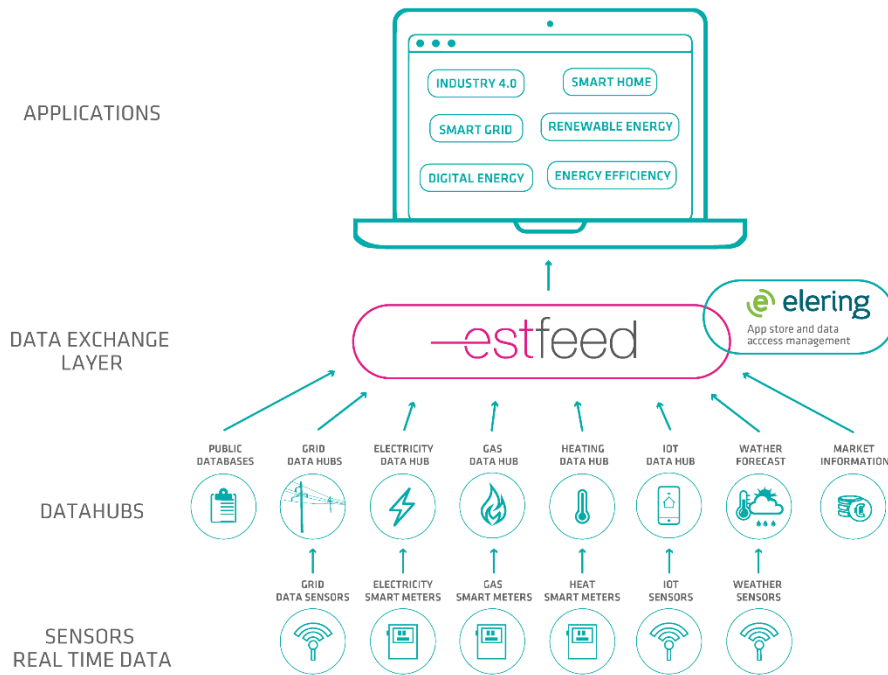 APPLICATIONS
INDUSTRY 4.0
SMART HOME
SMART GRID
RENEWABLE ENERGY
DIGITAL ENERGY
ENERGY EFFICIENCY
DATA EXCHANGE
LAYER
estfeed
elering
App store and data
acccess management
DATAHUBS
PUBLIC
DATABASES
GRID
DATA HUBS
ELECTRICITY
DATA HUB
GAS
DATA HUB
HEATING
DATA HUB
IOT
DATA HUB
WATHER
FORECAST
MARKET
INFORMATION
SENSORS
REAL TIME DATA
GRID
DATA SENSORS
ELECTRICITY
SMART METERS
GAS
SMART METERS
HEAT
SMART METERS
IOT
SENSORS
WEATHER
SENSORS